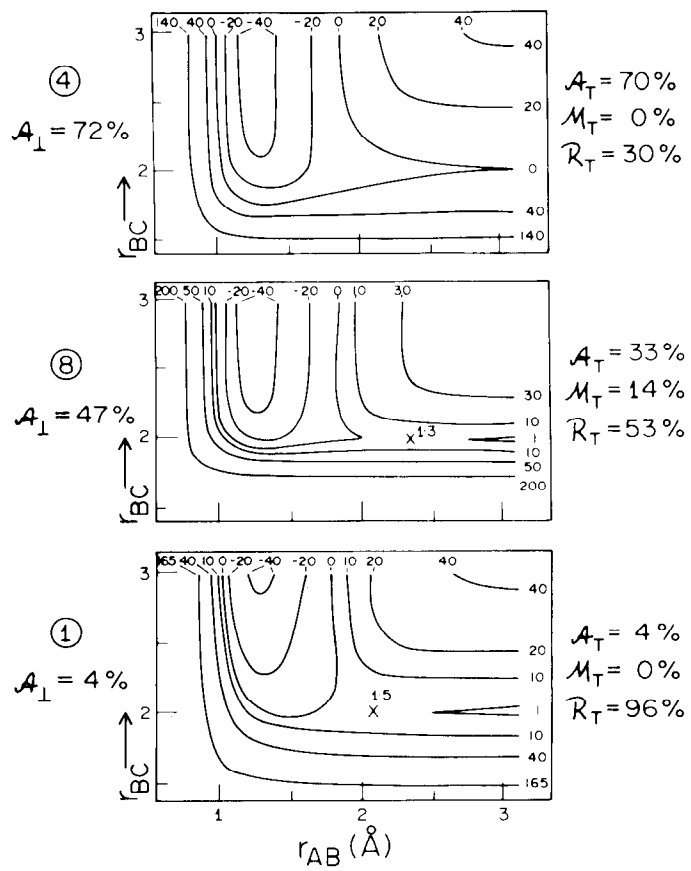 140 40 0 -20 -40 -20 0 20 40
3
40
④
A⊥ = 72%
A_T = 70%
M_T = 0%
R_T = 30%
20
2
0
r_BC
40
140
200 50 10 -20 -40 -20 0 10 30
3
⑧
A⊥ = 47%
A_T = 33%
M_T = 14%
R_T = 53%
30
10
2
x 1·3
1
10
50
200
r_BC
165 40 10 0 -20 -40 -20 0 10 20 40
3
40
①
A⊥ = 4%
A_T = 4%
M_T = 0%
R_T = 96%
20
10
1·5
2
x
1
10
40
165
r_BC
1 2 3
r_AB (Å)